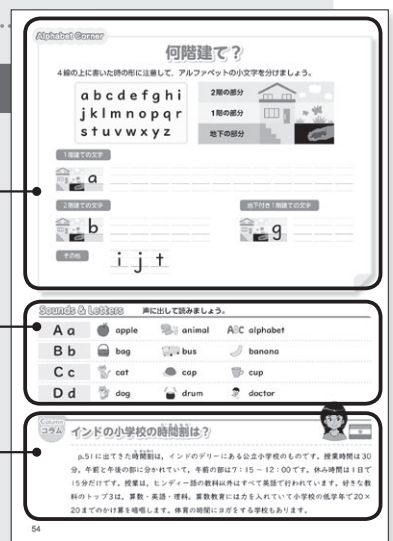 Alphabet Corner
何階建て？
4線の上に書いた時の形に注意して，アルファベットの小文字を分けましょう。
a b c d e f g h i
j k l m n o p q r
s t u v w x y z
2階の部分
1階の部分
地下の部分
1階建ての文字
a
2階建ての文字
b
地下付き1階建ての文字
g
その他
i j t
Sounds & Letters 声に出して読みましょう。
A a apple animal ABC alphabet
B b bag bus banana
C c cat cap cup
D d dog drum doctor
Column
コラム
インドの小学校の時間割は？
p.51に出てきた時間割は，インドのデリーにある公立小学校のものです。授業時間は30
分。午前と午後の部に分かれていて，午前の部は7：15～12：00です。休み時間は1日で
15分だけです。授業は，ヒンディー語の教科以外はすべて英語で行われています。好きな教
科のトップ3は，算数・英語・理科。算数教育には力を入れていて小学校の低学年で20×
20までのかけ算を暗唱します。体育の時間にヨガをする学校もあります。
54